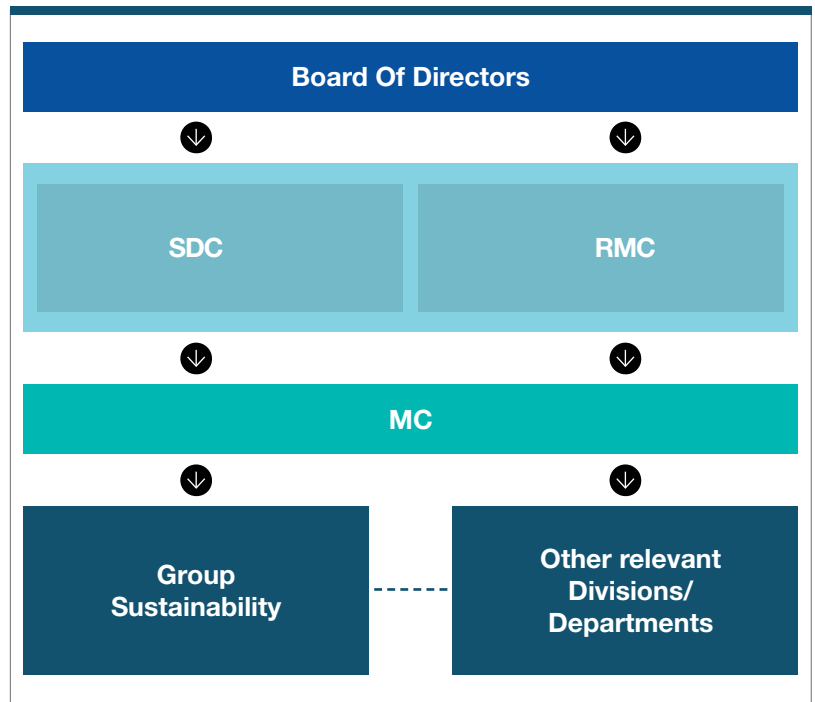 Board Of Directors
SDC
RMC
MC
Group
Sustainability
Other relevant
Divisions/
Departments